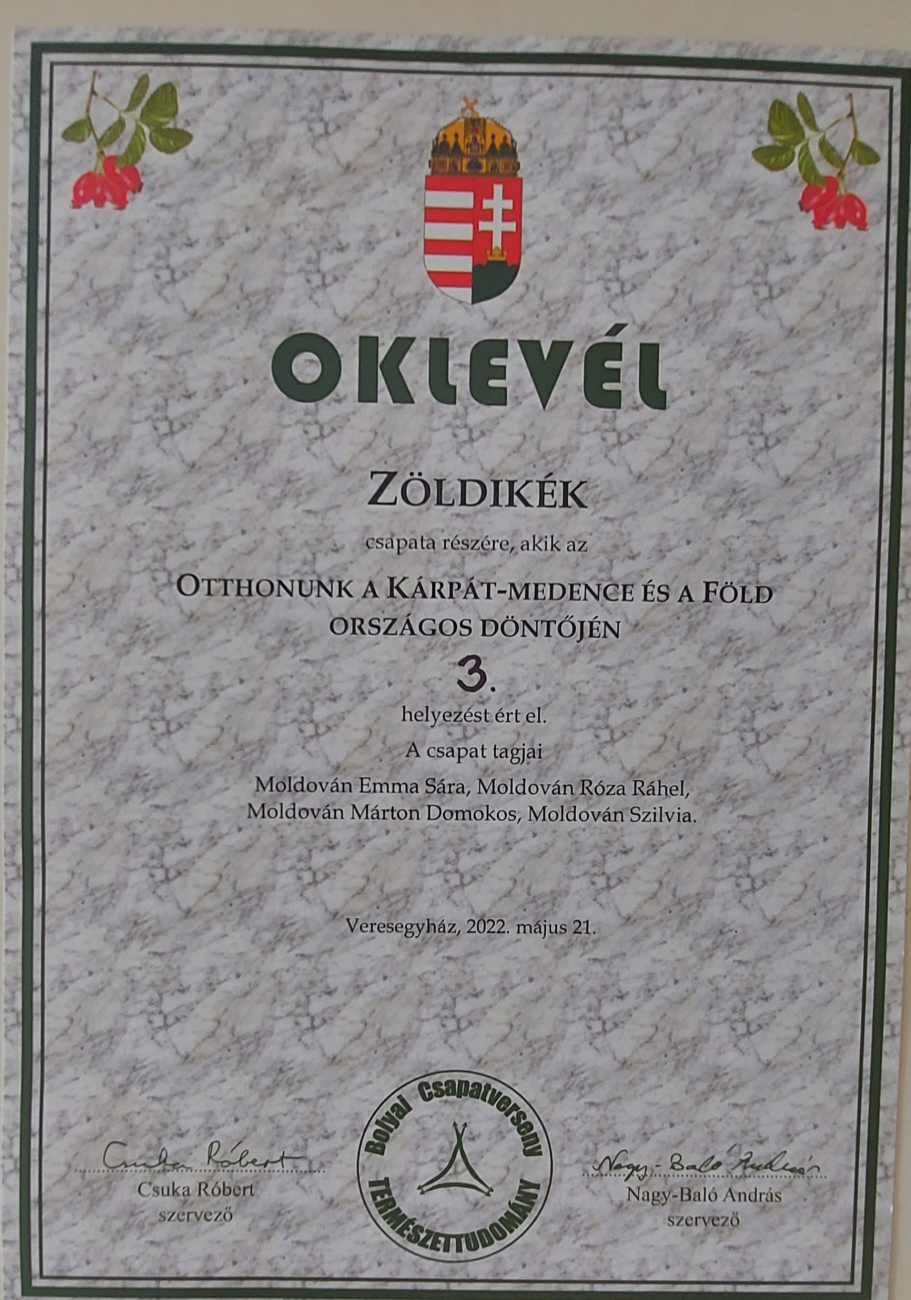 OKLEVÉL
ZÖLDIKÉK
csapata részére, akik az
OTTHONUNK A KÁRPÁT-MEDENCE ÉS A FÖLD
ORSZÁGOS DÖNTŐJÉN
3.
helyezést ért el.
A csapat tagjai
Moldován Emma Sára, Moldován Róza Ráhel,
Moldován Márton Domokos, Moldován Szilvia.
Veresegyház, 2022. május 21.
Bolyai Csapatverseny
TERMÉSZETTUDOMÁNY
Csuka Róbert
Csuka Róbert
szervező
Nagy-Baló András
Nagy-Baló András
szervező